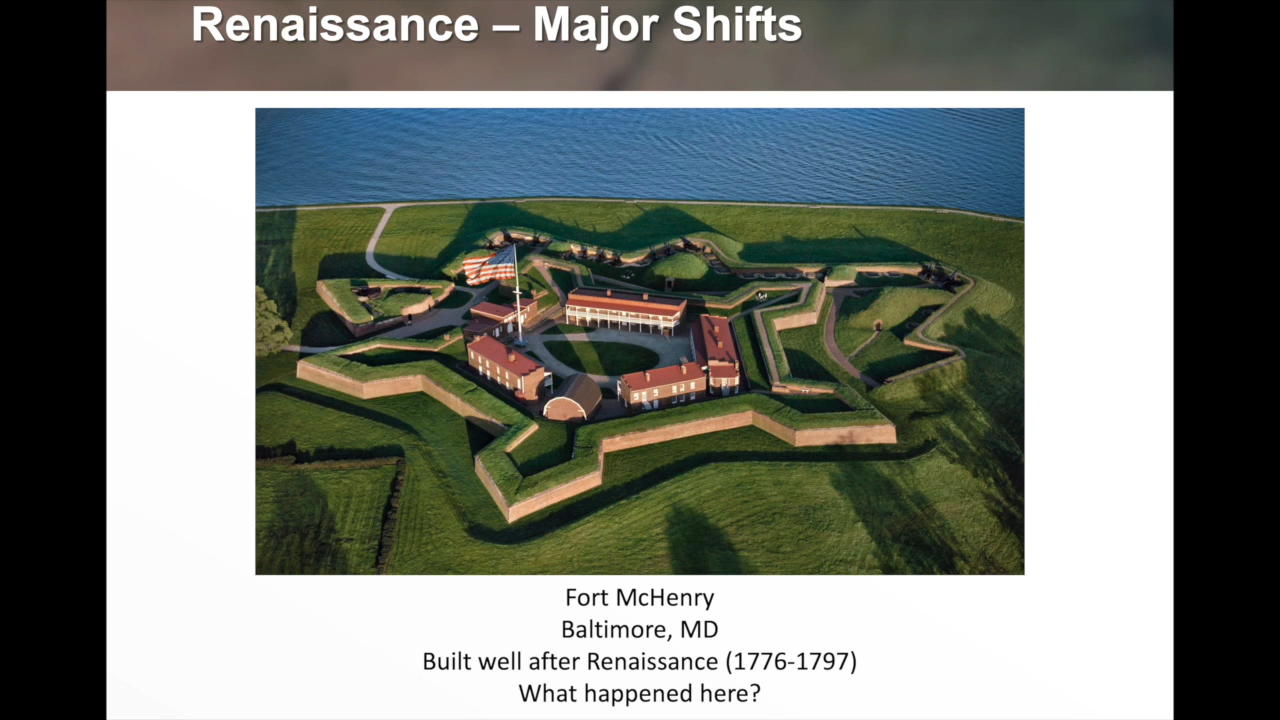 Renaissance – Major Shifts
Fort McHenry
Baltimore, MD
Built well after Renaissance (1776-1797)
What happened here?